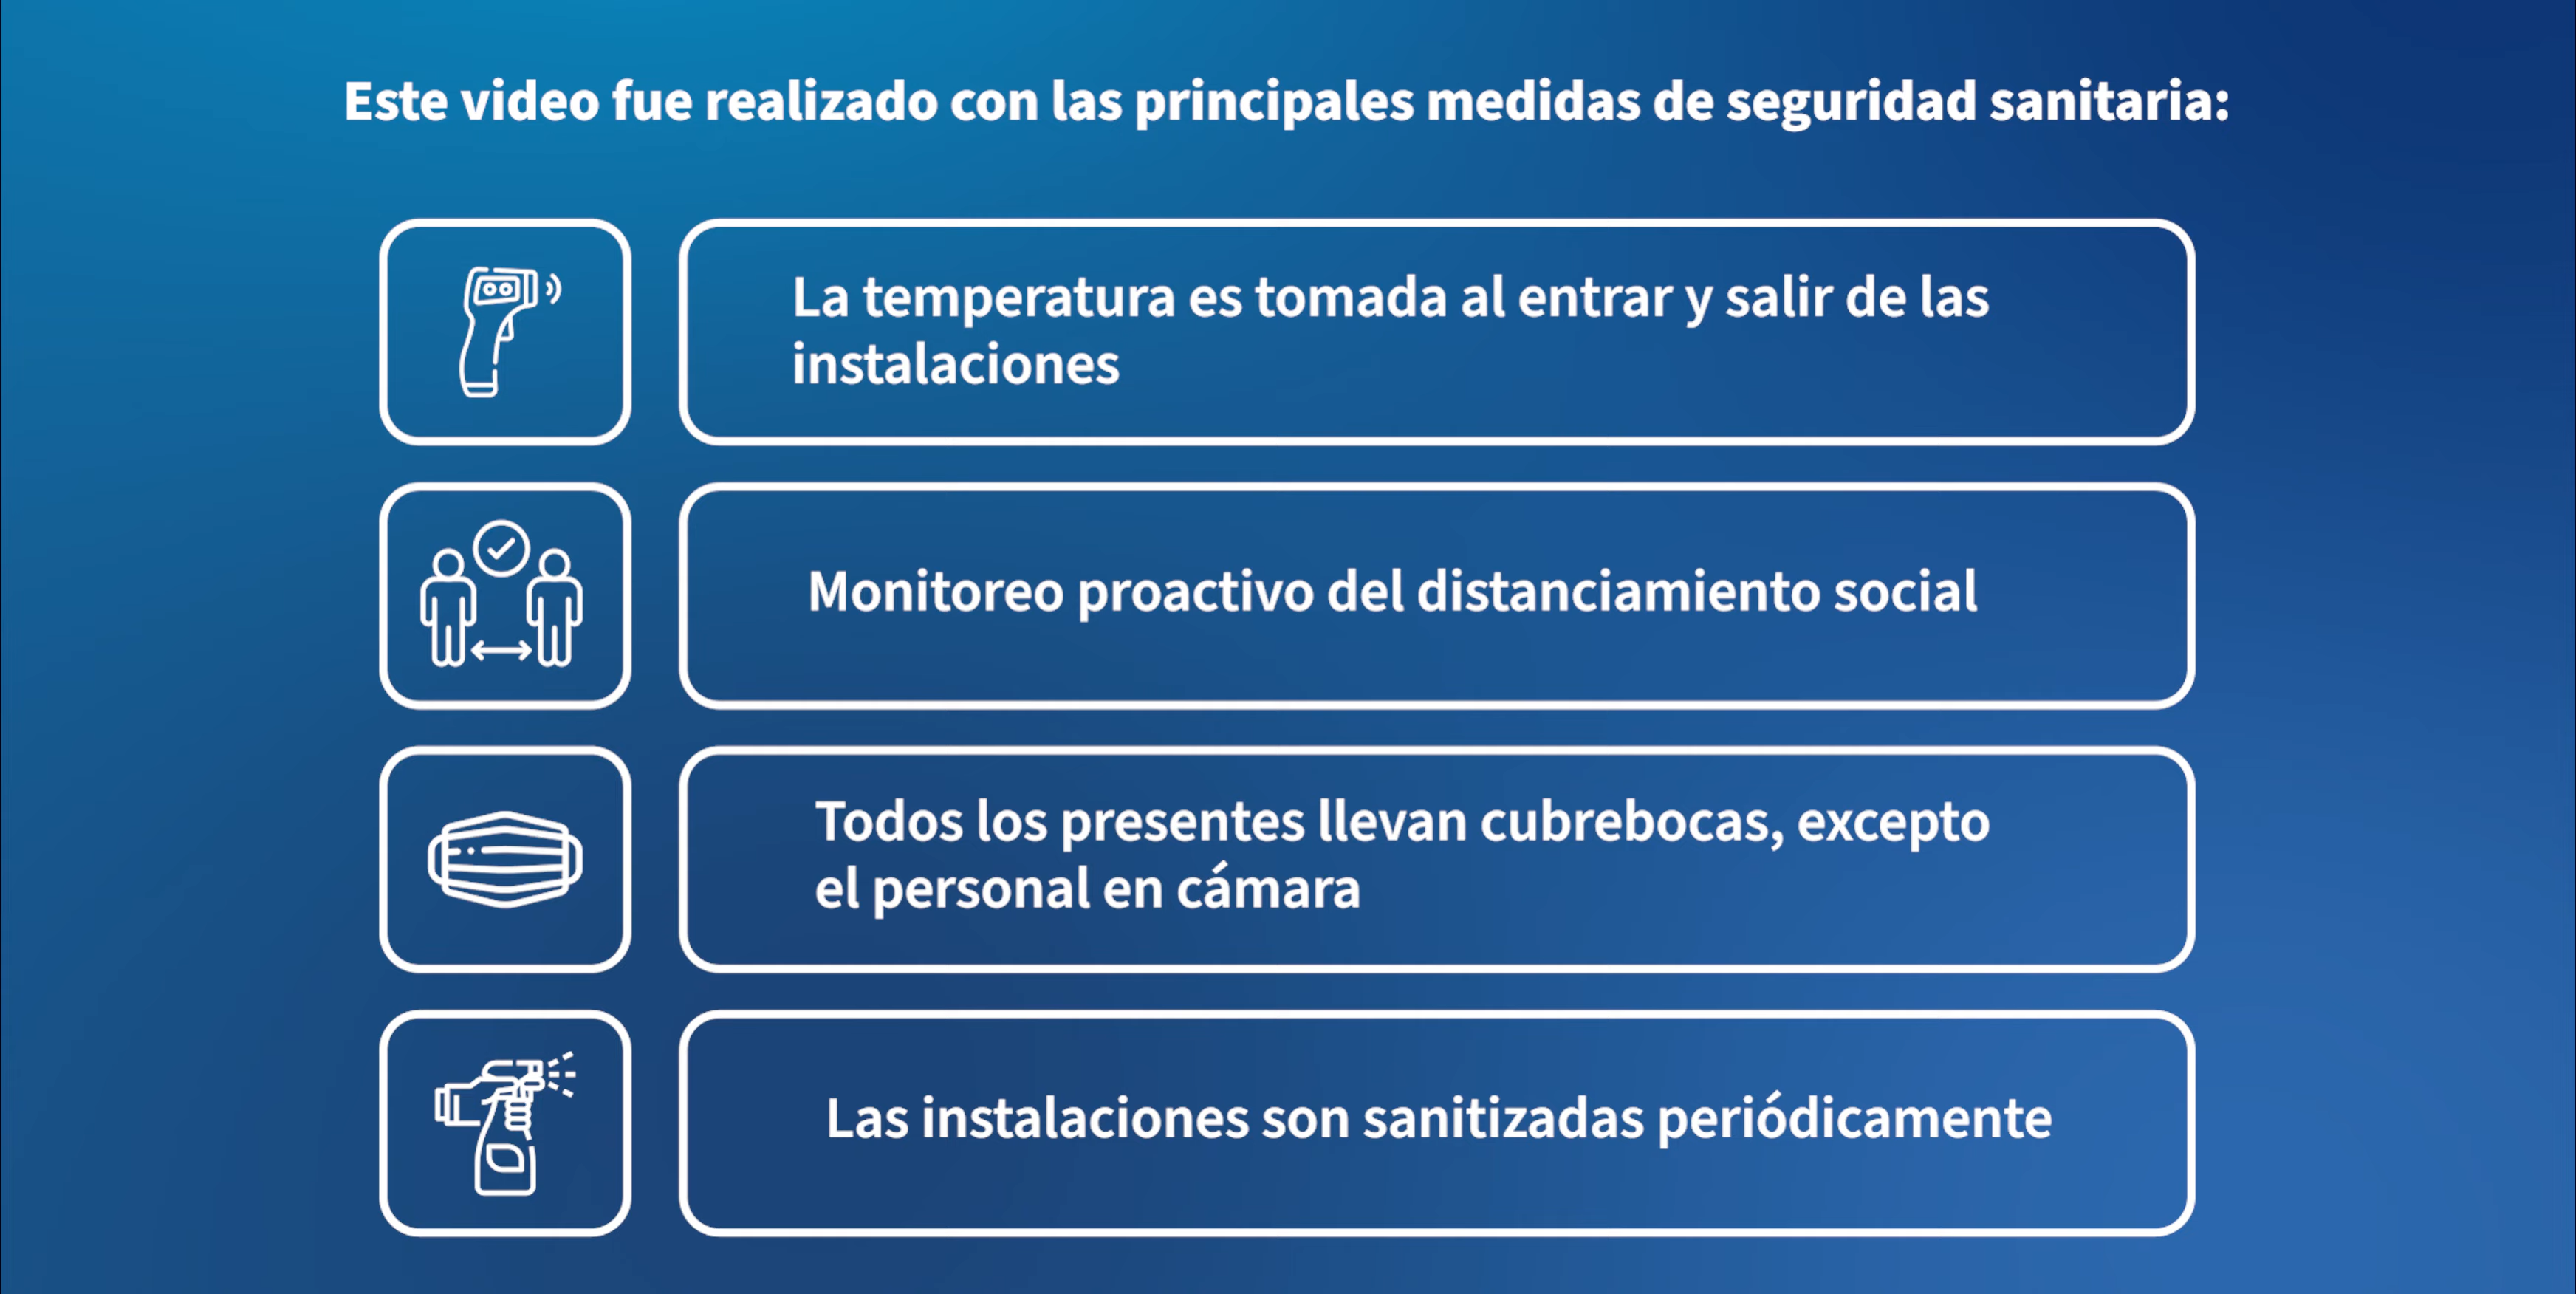 Este video fue realizado con las principales medidas de seguridad sanitaria:
La temperatura es tomada al entrar y salir de las
instalaciones
Monitoreo proactivo del distanciamiento social
Todos los presentes llevan cubrebocas, excepto
el personal en cámara
Las instalaciones son sanitizadas periódicamente